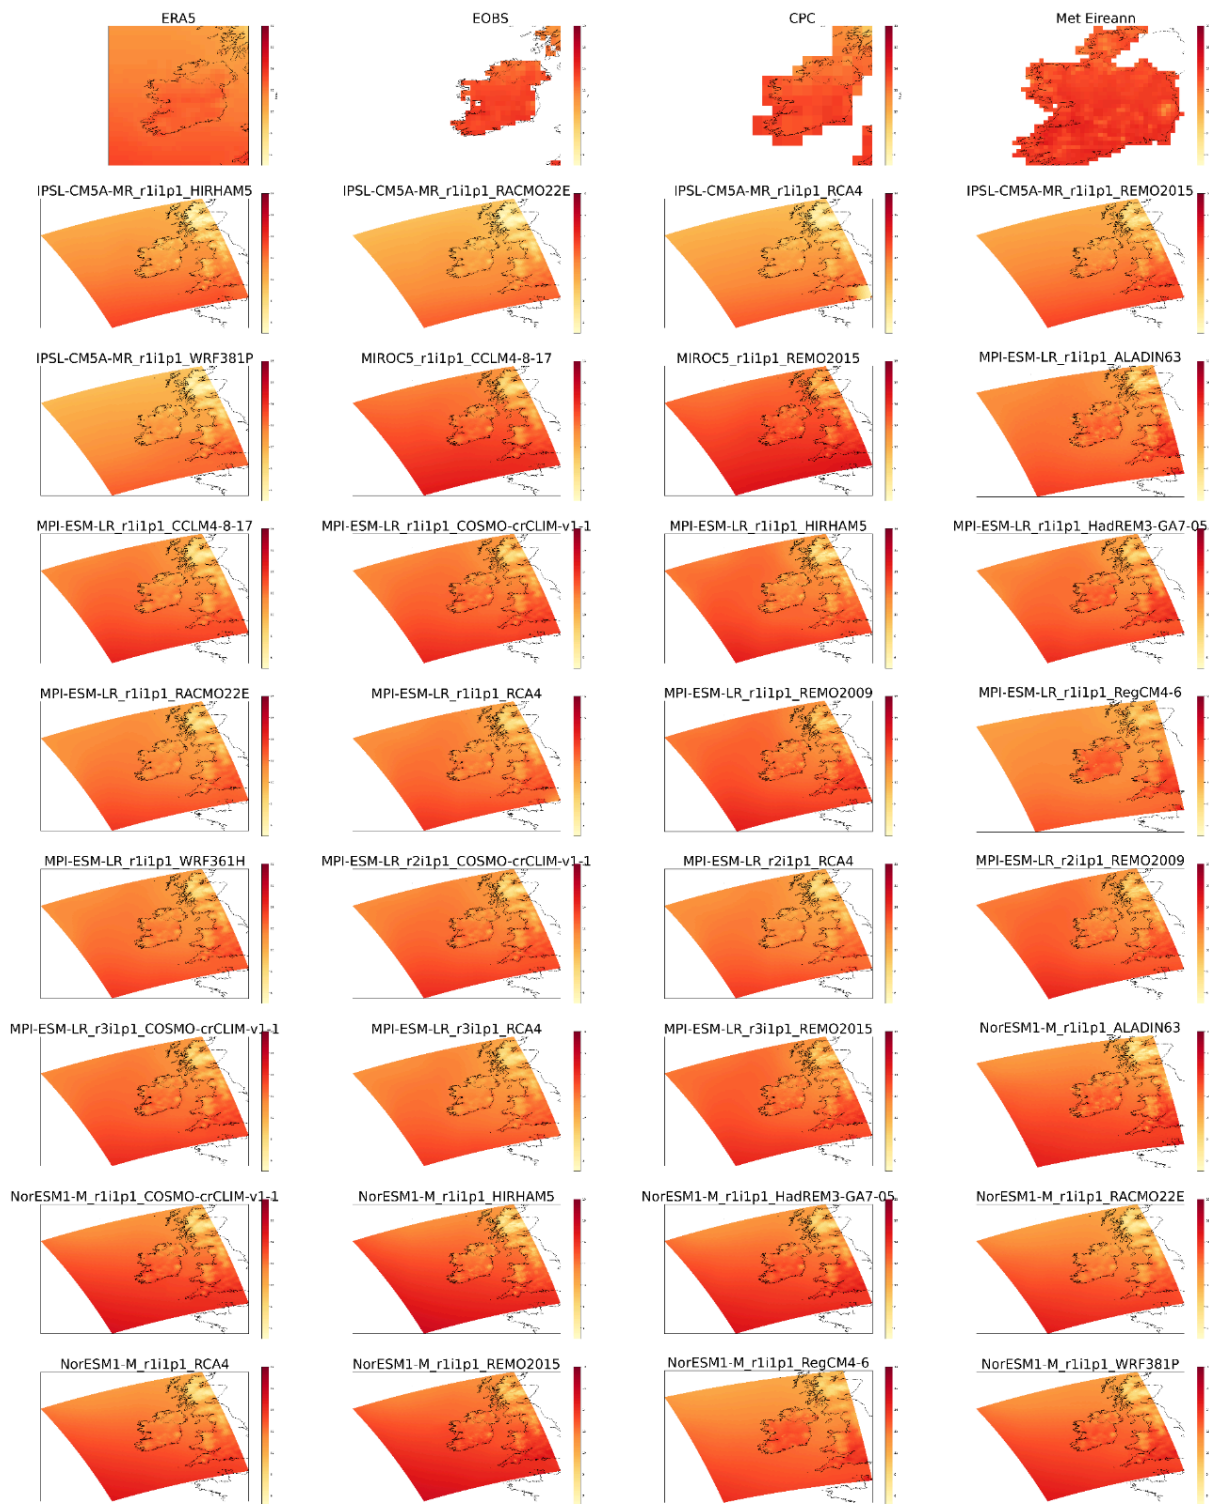 ERA5
EOBS
CPC
Met Eireann
IPSL-CM5A-MR_r1i1p1_HIRHAM5
IPSL-CM5A-MR_r1i1p1_RACMO22E
IPSL-CM5A-MR_r1i1p1_RCA4
IPSL-CM5A-MR_r1i1p1_REMO2015
IPSL-CM5A-MR_r1i1p1_WRF381P
MIROC5_r1i1p1_CCLM4-8-17
MIROC5_r1i1p1_REMO2015
MPI-ESM-LR_r1i1p1_ALADIN63
MPI-ESM-LR_r1i1p1_CCLM4-8-17
MPI-ESM-LR_r1i1p1_COSMO-crCLIM-v1-1
MPI-ESM-LR_r1i1p1_HIRHAM5
MPI-ESM-LR_r1i1p1_HadREM3-GA7-05
MPI-ESM-LR_r1i1p1_RACMO22E
MPI-ESM-LR_r1i1p1_RCA4
MPI-ESM-LR_r1i1p1_REMO2009
MPI-ESM-LR_r1i1p1_RegCM4-6
MPI-ESM-LR_r1i1p1_WRF361H
MPI-ESM-LR_r2i1p1_COSMO-crCLIM-v1-1
MPI-ESM-LR_r2i1p1_RCA4
MPI-ESM-LR_r2i1p1_REMO2009
MPI-ESM-LR_r3i1p1_COSMO-crCLIM-v1-1
MPI-ESM-LR_r3i1p1_RCA4
MPI-ESM-LR_r3i1p1_REMO2015
NorESM1-M_r1i1p1_ALADIN63
NorESM1-M_r1i1p1_COSMO-crCLIM-v1-1
NorESM1-M_r1i1p1_HIRHAM5
NorESM1-M_r1i1p1_HadREM3-GA7-05
NorESM1-M_r1i1p1_RACMO22E
NorESM1-M_r1i1p1_RCA4
NorESM1-M_r1i1p1_REMO2015
NorESM1-M_r1i1p1_RegCM4-6
NorESM1-M_r1i1p1_WRF381P